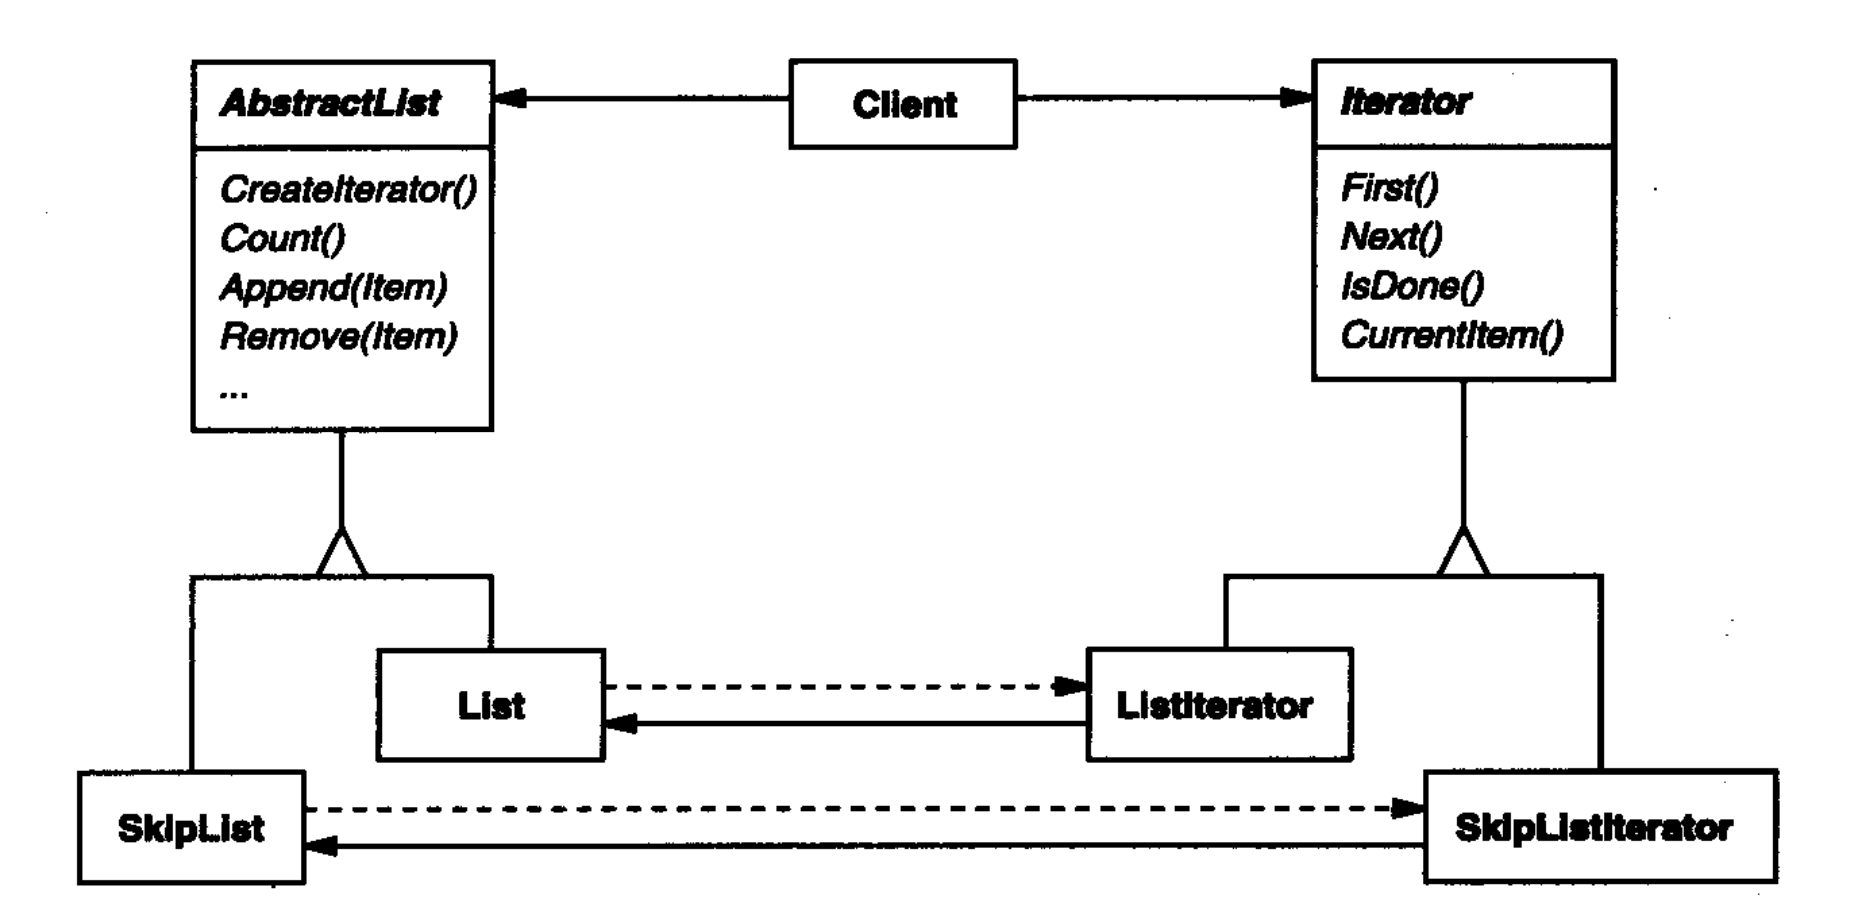 AbstractList
CreateIterator()
Count()
Append(Item)
Remove(Item)
...
Client
Iterator
First()
Next()
IsDone()
CurrentItem()
List
ListIterator
SkipList
SkipListIterator